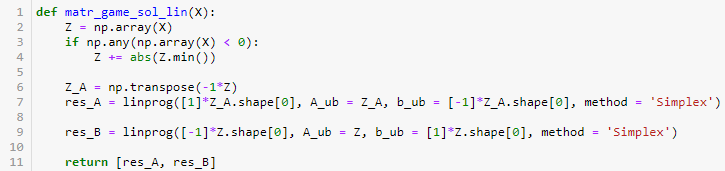 1 def matr_game_sol_lin(X):
2     Z = np.array(X)
3     if np.any(np.array(X) < 0):
4         Z += abs(Z.min())
5
6     Z_A = np.transpose(-1*Z)
7     res_A = linprog([1]*Z_A.shape[0], A_ub = Z_A, b_ub = [-1]*Z_A.shape[0], method = 'Simplex')
8
9     res_B = linprog([-1]*Z.shape[0], A_ub = Z, b_ub = [1]*Z.shape[0], method = 'Simplex')
10
11     return [res_A, res_B]